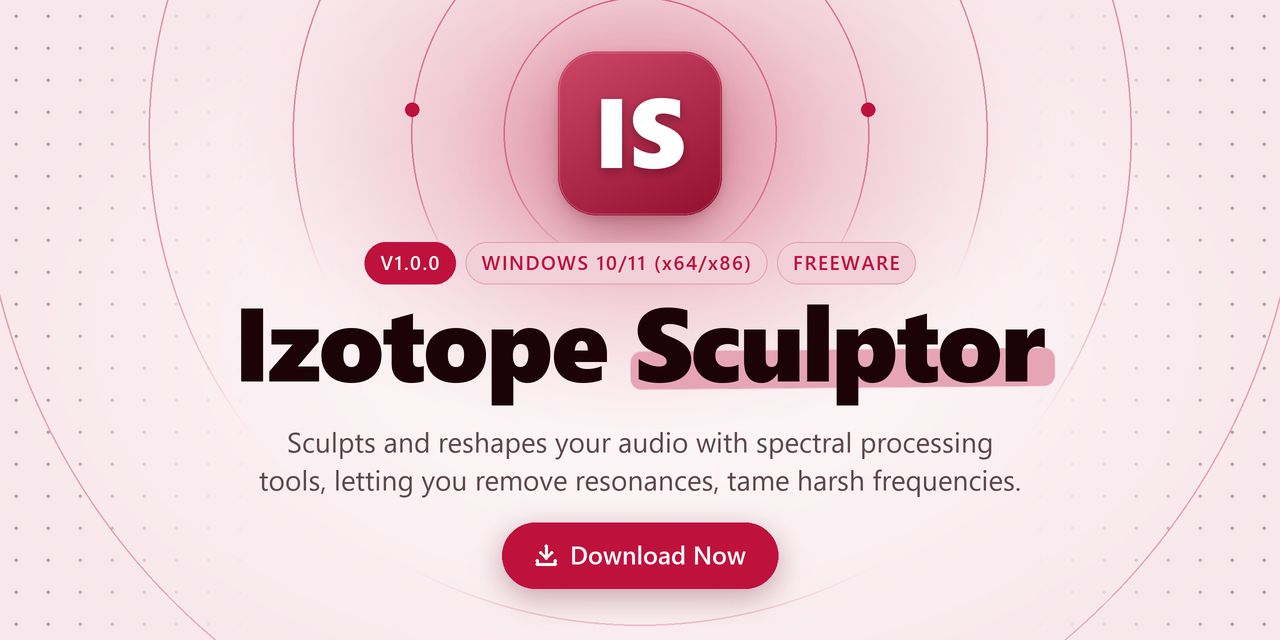 IS
V1.0.0
WINDOWS 10/11 (x64/x86)
FREEWARE
Izotope Sculptor
Sculpts and reshapes your audio with spectral processing
tools, letting you remove resonances, tame harsh frequencies.
Download Now